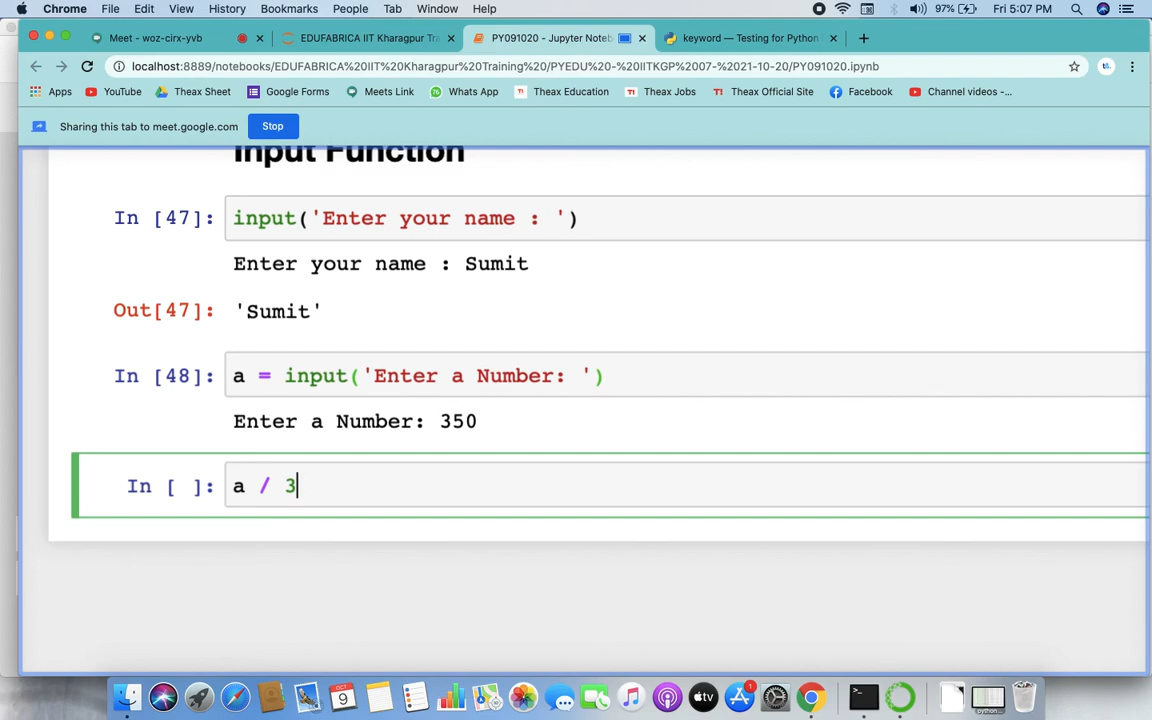 Chrome File Edit View History Bookmarks People Tab Window Help 97% Fri 5:07 PM
Meet - woz-cirx-yvb EDUFABRICA IIT Kharagpur Tra PY091020 - Jupyter Noteb keyword — Testing for Python
localhost:8889/notebooks/EDUFABRICA%20IIT%20Kharagpur%20Training%20/PYEDU%20-%20IITKGP%2007-%2021-10-20/PY091020.ipynb
Apps YouTube Theax Sheet Google Forms Meets Link Whats App Theax Education Theax Jobs Theax Official Site Facebook Channel videos -...
Sharing this tab to meet.google.com Stop
Input Function
In [47]: input('Enter your name : ')
Enter your name : Sumit
Out[47]: 'Sumit'
In [48]: a = input('Enter a Number: ')
Enter a Number: 350
In [ ]: a / 3